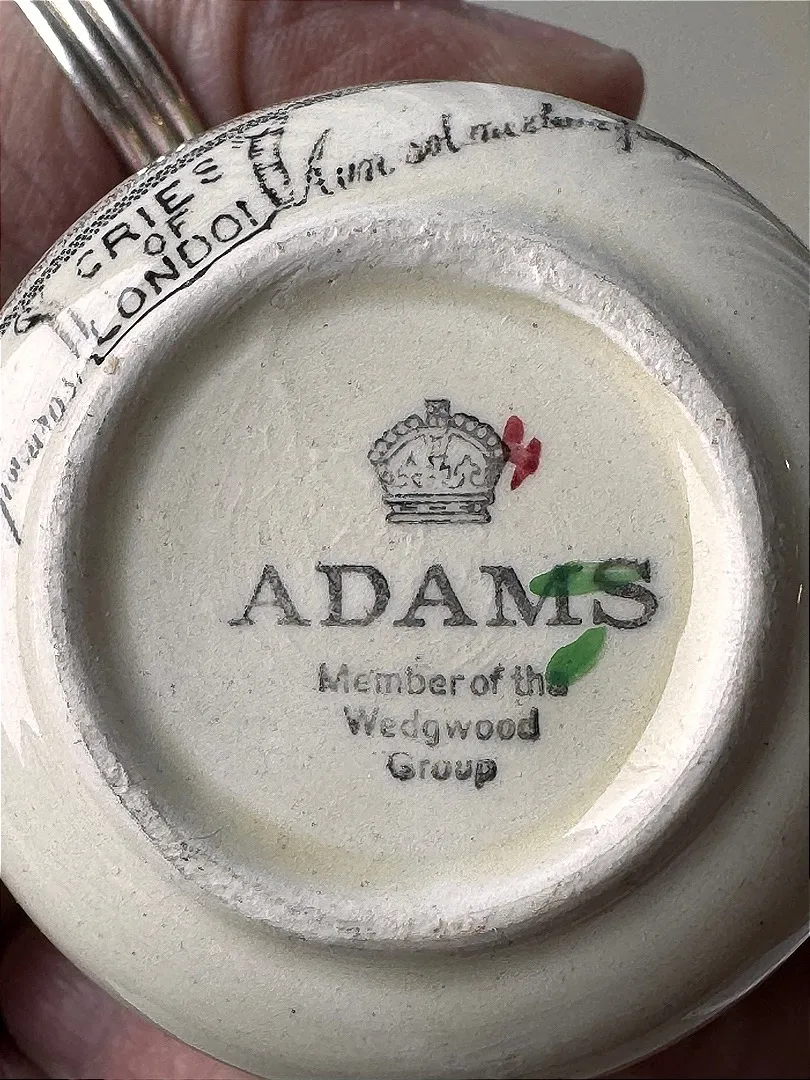 CRIES
OF
LONDON
ADAMS
Member of the
Wedgwood
Group